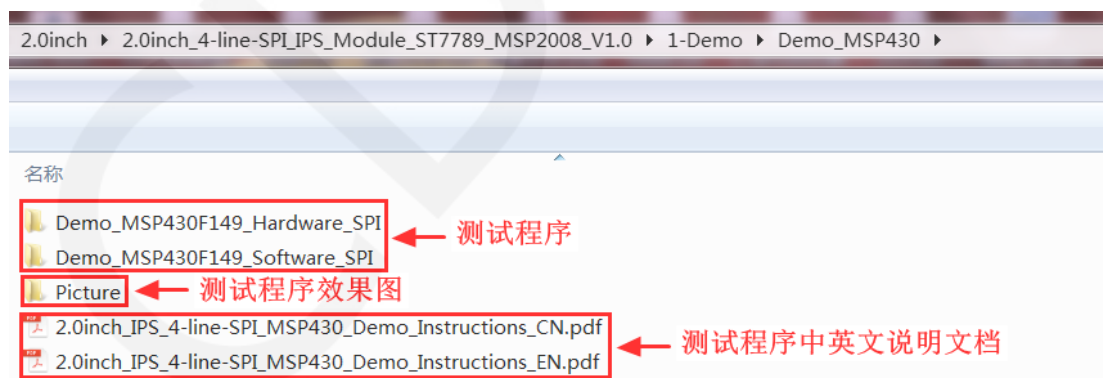 2.0inch ▸ 2.0inch_4-line-SPI_IPS_Module_ST7789_MSP2008_V1.0 ▸ 1-Demo ▸ Demo_MSP430 ▸
名称
Demo_MSP430F149_Hardware_SPI
测试程序
Demo_MSP430F149_Software_SPI
Picture 测试程序效果图
2.0inch_IPS_4-line-SPI_MSP430_Demo_Instructions_CN.pdf
测试程序中英文说明文档
2.0inch_IPS_4-line-SPI_MSP430_Demo_Instructions_EN.pdf